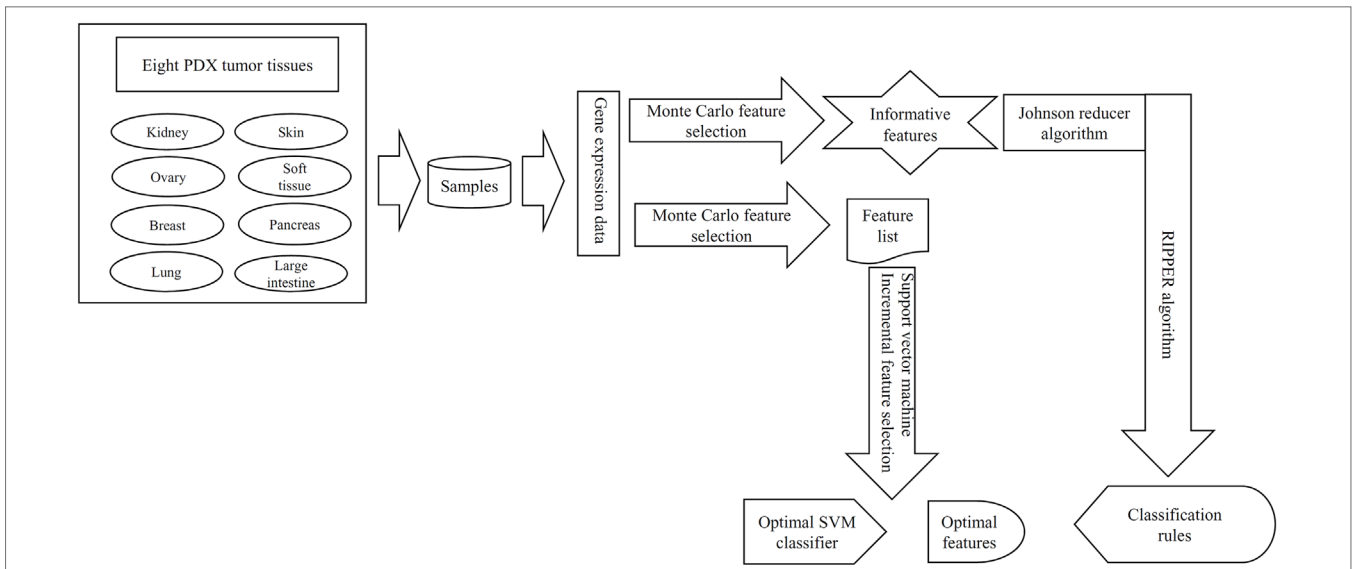 Eight PDX tumor tissues
Kidney
Skin
Ovary
Soft
tissue
Breast
Pancreas
Lung
Large
intestine
Samples
Gene expression data
Monte Carlo feature
selection
Informative
features
Johnson reducer
algorithm
Monte Carlo feature
selection
Feature
list
Support vector machine
Incremental feature selection
RIPPER algorithm
Optimal SVM
classifier
Optimal
features
Classification
rules